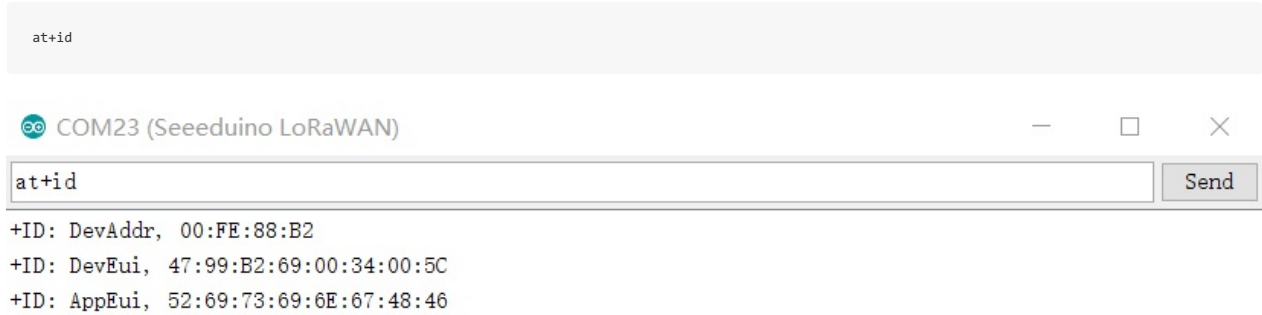 at+id
COM23 (Seeeduino LoRaWAN)
at+id
Send
+ID: DevAddr, 00:FE:88:B2
+ID: DevEui, 47:99:B2:69:00:34:00:5C
+ID: AppEui, 52:69:73:69:6E:67:48:46